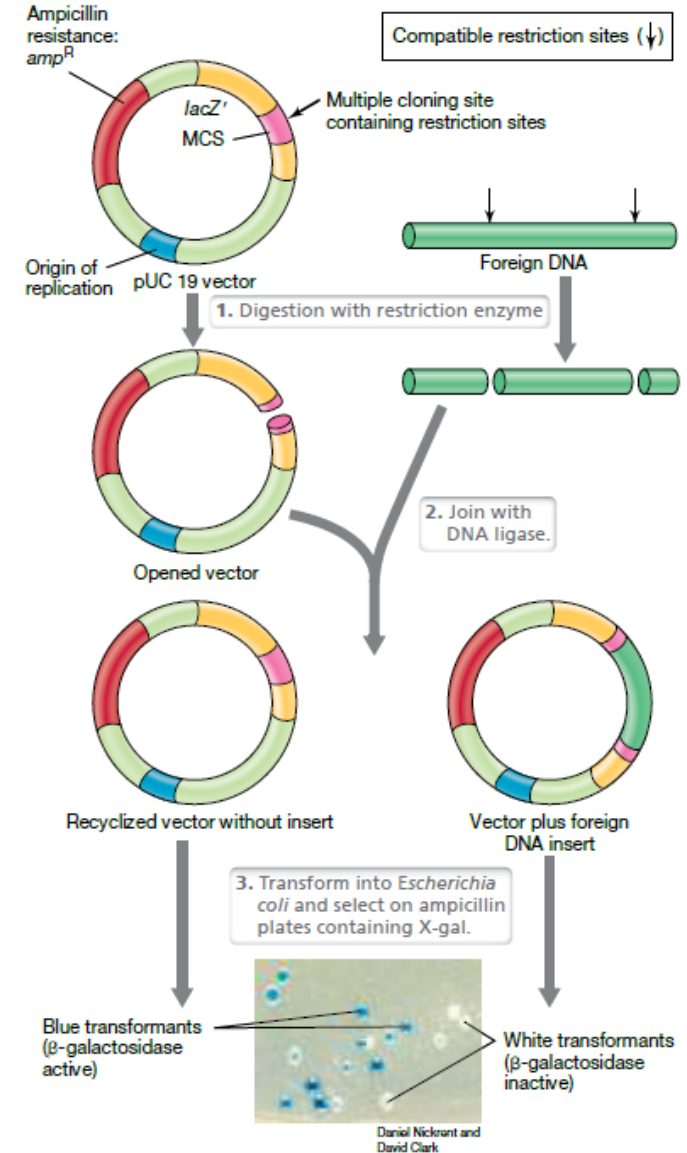 Ampicillin
resistance:
ampR
Compatible restriction sites (↓)
lacZ′
MCS
Multiple cloning site
containing restriction sites
Origin of
replication
pUC 19 vector
Foreign DNA
1. Digestion with restriction enzyme
2. Join with
DNA ligase.
Opened vector
Recyclized vector without insert
Vector plus foreign
DNA insert
3. Transform into Escherichia
coli and select on ampicillin
plates containing X-gal.
Blue transformants
(β-galactosidase
active)
White transformants
(β-galactosidase
inactive)
Daniel Nickrent and
David Clark